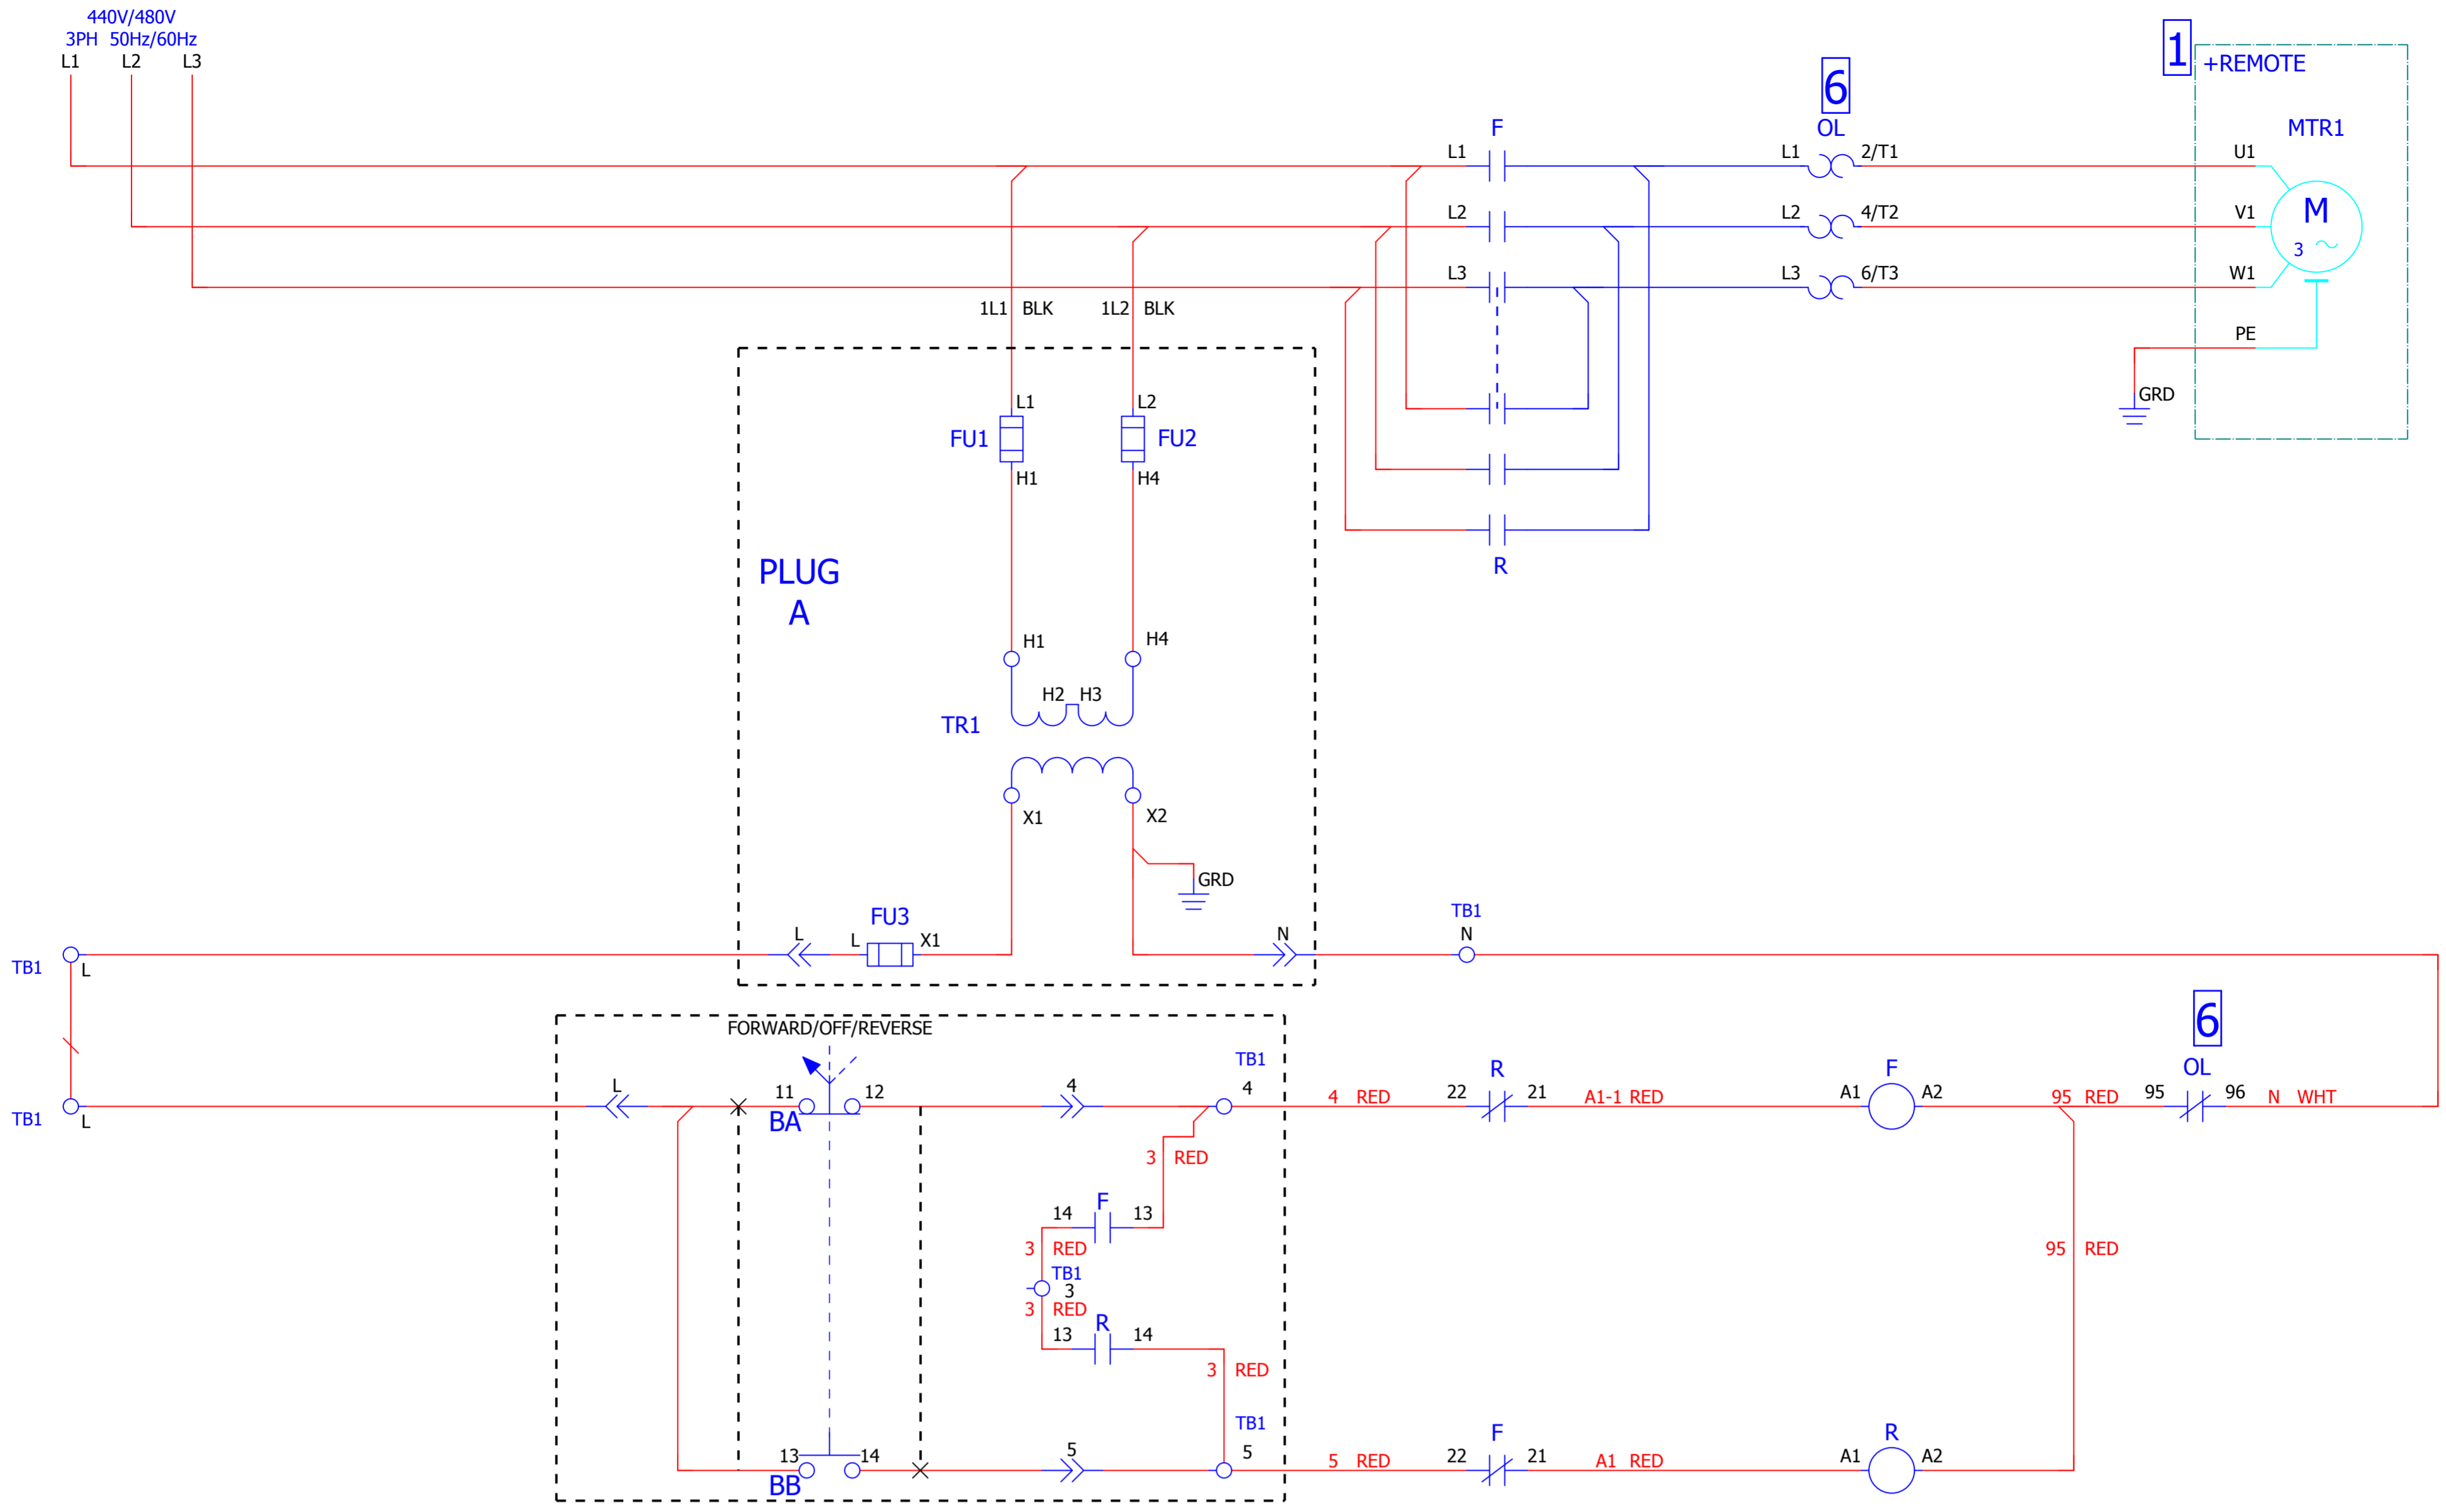 440V/480V
3PH 50Hz/60Hz
L1 L2 L3
1
+REMOTE
6
OL
F
MTR1
L1 L1 2/T1 U1
L2 L2 4/T2 V1
M
3
L3 L3 6/T3 W1
1L1 BLK 1L2 BLK
PE
GRD
L1 L2
FU1 FU2
H1 H4
R
PLUG
A
H1 H4
H2 H3
TR1
X1 X2
GRD
FU3
L L X1 N
TB1
N
TB1 L
6
FORWARD/OFF/REVERSE
TB1
R F OL
L 11 12 4 4
4 RED 22 21 A1-1 RED A1 A2 95 RED 95 96 N WHT
TB1 L
BA
3 RED
F
14 13
3 RED
95 RED
TB1
3
3 RED
R
13 14
3 RED
TB1
F R
13 14 5 5
5 RED 22 21 A1 RED A1 A2
BB